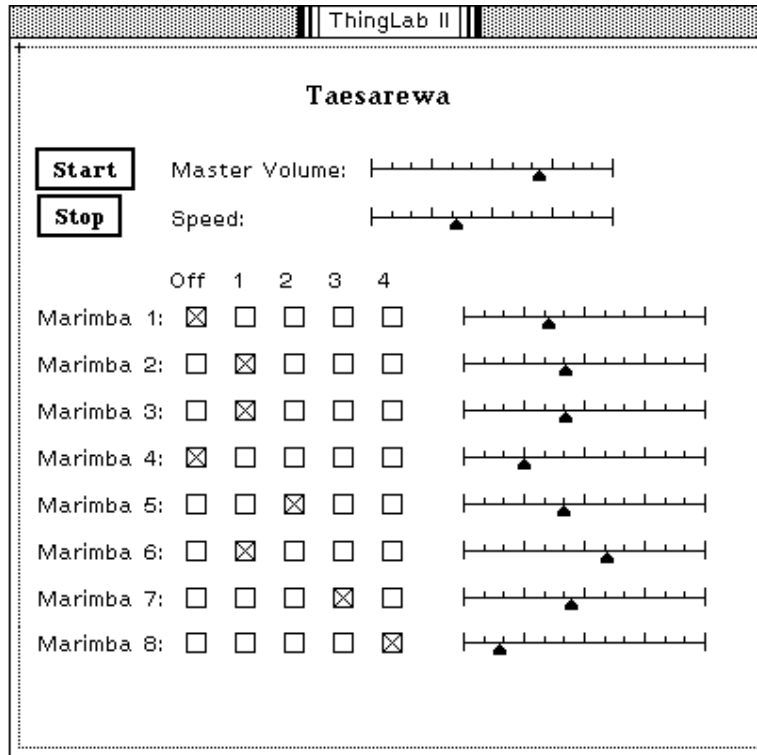 ThingLab II
Taesarewa
Start Master Volume:
Stop Speed:
Off 1 2 3 4
Marimba 1:
Marimba 2:
Marimba 3:
Marimba 4:
Marimba 5:
Marimba 6:
Marimba 7:
Marimba 8: